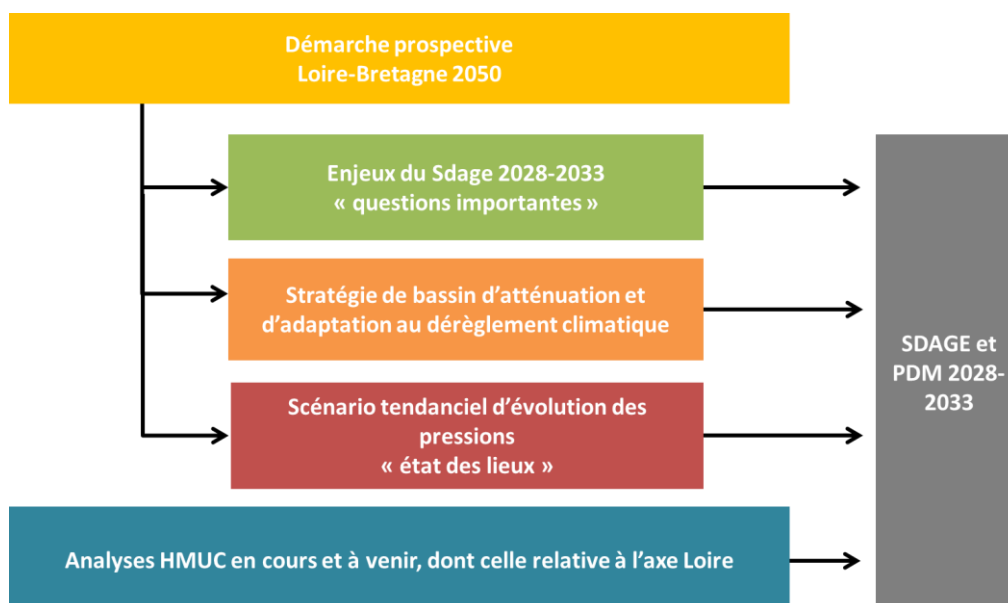 Démarche prospective
Loire-Bretagne 2050
Enjeux du Sdage 2028-2033
« questions importantes »
Stratégie de bassin d’atténuation et
d’adaptation au dérèglement climatique
Scénario tendanciel d’évolution des
pressions
« état des lieux »
Analyses HMUC en cours et à venir, dont celle relative à l’axe Loire
SDAGE et
PDM 2028-
2033